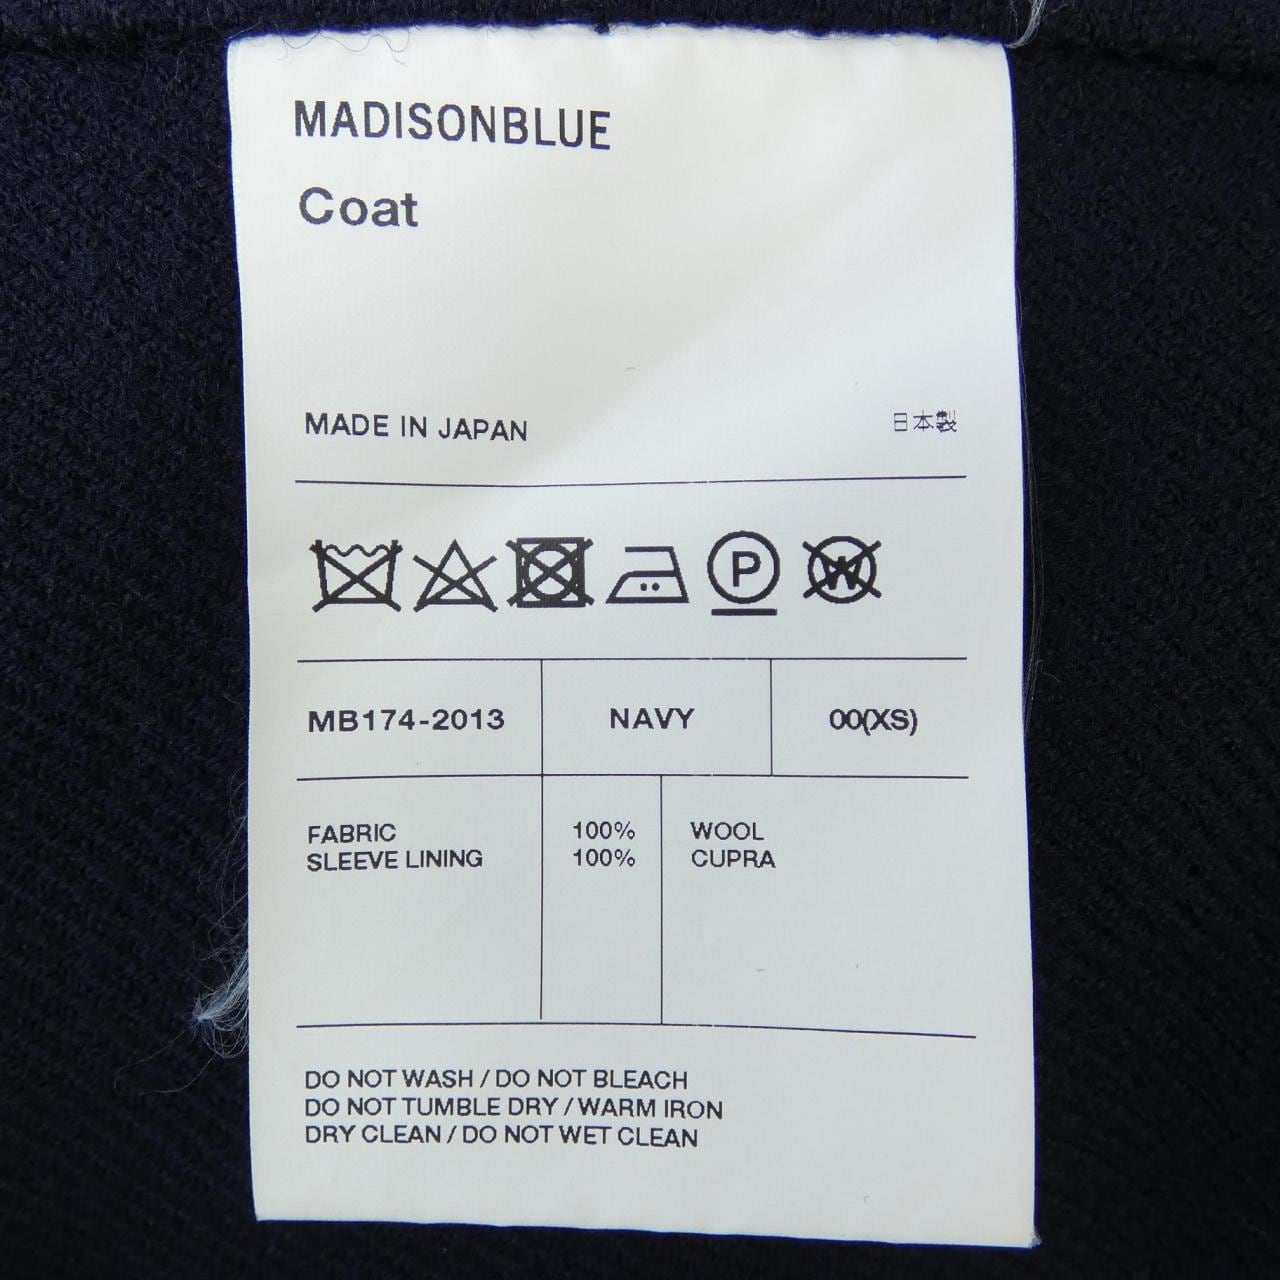 MADISONBLUE
Coat
MADE IN JAPAN 日本製
P W
MB174-2013 NAVY 00(XS)
FABRIC 100% WOOL
SLEEVE LINING 100% CUPRA
DO NOT WASH / DO NOT BLEACH
DO NOT TUMBLE DRY / WARM IRON
DRY CLEAN / DO NOT WET CLEAN